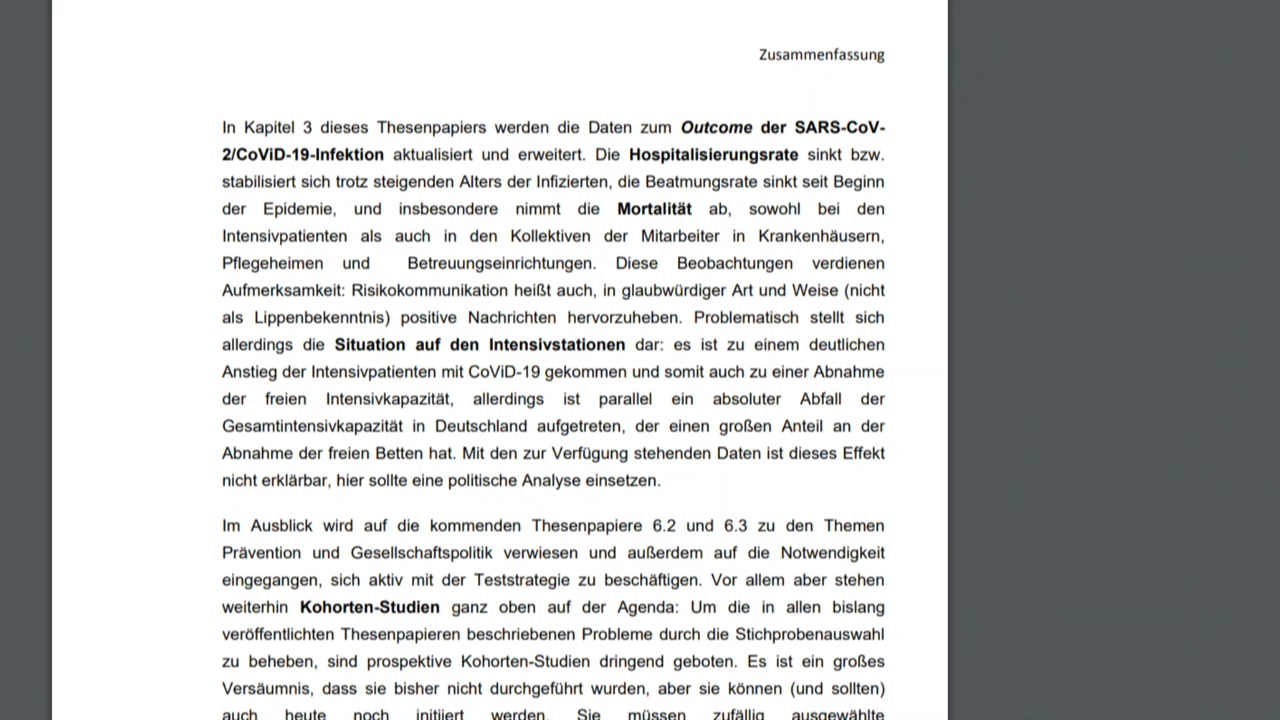 Zusammenfassung
In Kapitel 3 dieses Thesenpapiers werden die Daten zum Outcome der SARS-CoV-
2/CoViD-19-Infektion aktualisiert und erweitert. Die Hospitalisierungsrate sinkt bzw.
stabilisiert sich trotz steigenden Alters der Infizierten, die Beatmungsrate sinkt seit Beginn
der Epidemie, und insbesondere nimmt die Mortalität ab, sowohl bei den
Intensivpatienten als auch in den Kollektiven der Mitarbeiter in Krankenhäusern,
Pflegeheimen und Betreuungseinrichtungen. Diese Beobachtungen verdienen
Aufmerksamkeit: Risikokommunikation heißt auch, in glaubwürdiger Art und Weise (nicht
als Lippenbekenntnis) positive Nachrichten hervorzuheben. Problematisch stellt sich
allerdings die Situation auf den Intensivstationen dar: es ist zu einem deutlichen
Anstieg der Intensivpatienten mit CoViD-19 gekommen und somit auch zu einer Abnahme
der freien Intensivkapazität, allerdings ist parallel ein absoluter Abfall der
Gesamtintensivkapazität in Deutschland aufgetreten, der einen großen Anteil an der
Abnahme der freien Betten hat. Mit den zur Verfügung stehenden Daten ist dieses Effekt
nicht erklärbar, hier sollte eine politische Analyse einsetzen.
Im Ausblick wird auf die kommenden Thesenpapiere 6.2 und 6.3 zu den Themen
Prävention und Gesellschaftspolitik verwiesen und außerdem auf die Notwendigkeit
eingegangen, sich aktiv mit der Teststrategie zu beschäftigen. Vor allem aber stehen
weiterhin Kohorten-Studien ganz oben auf der Agenda: Um die in allen bislang
veröffentlichten Thesenpapieren beschriebenen Probleme durch die Stichprobenauswahl
zu beheben, sind prospektive Kohorten-Studien dringend geboten. Es ist ein großes
Versäumnis, dass sie bisher nicht durchgeführt wurden, aber sie können (und sollten)
auch heute noch initiiert werden. Sie müssen zufällig ausgewählte